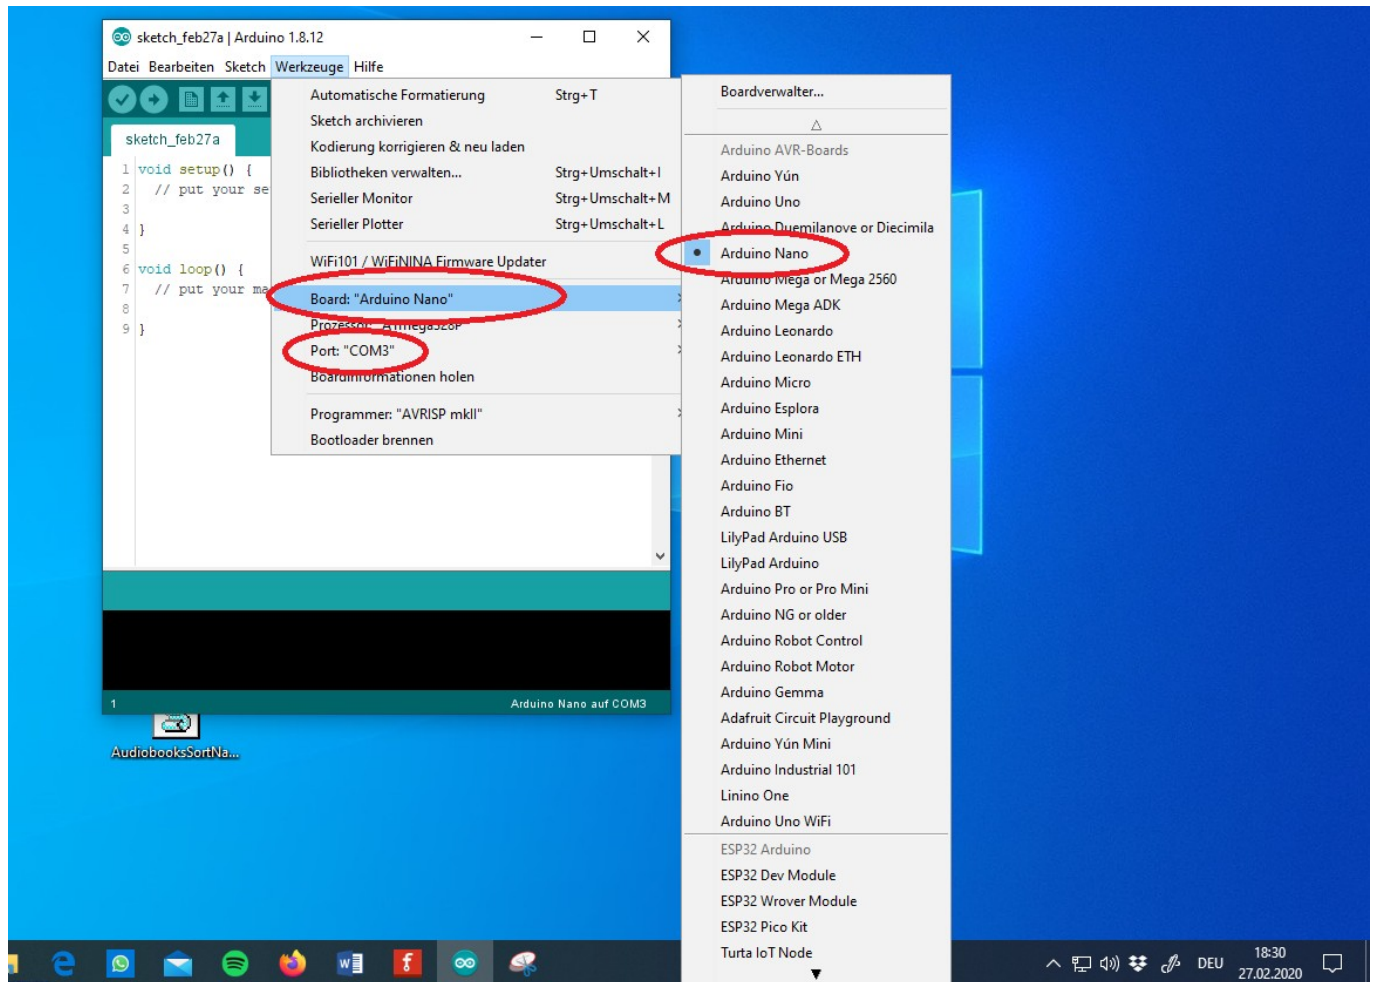 sketch_feb27a | Arduino 1.8.12
Datei Bearbeiten Sketch Werkzeuge Hilfe
sketch_feb27a
1 void setup() {
2 // put your se
3
4 }
5
6 void loop() {
7 // put your ma
8
9 }
Automatische Formatierung Strg+T
Sketch archivieren
Kodierung korrigieren & neu laden
Bibliotheken verwalten... Strg+Umschalt+I
Serieller Monitor Strg+Umschalt+M
Serieller Plotter Strg+Umschalt+L
WiFi101 / WiFiNINA Firmware Updater
Board: "Arduino Nano"
Prozessor: "ATmega328P"
Port: "COM3"
Boardinformationen holen
Programmer: "AVRISP mkII"
Bootloader brennen
Boardverwalter...
Arduino AVR-Boards
Arduino Yún
Arduino Uno
Arduino Duemilanove or Diecimila
Arduino Nano
Arduino Mega or Mega 2560
Arduino Mega ADK
Arduino Leonardo
Arduino Leonardo ETH
Arduino Micro
Arduino Esplora
Arduino Mini
Arduino Ethernet
Arduino Fio
Arduino BT
LilyPad Arduino USB
LilyPad Arduino
Arduino Pro or Pro Mini
Arduino NG or older
Arduino Robot Control
Arduino Robot Motor
Arduino Gemma
Adafruit Circuit Playground
Arduino Yún Mini
Arduino Industrial 101
Linino One
Arduino Uno WiFi
ESP32 Arduino
ESP32 Dev Module
ESP32 Wrover Module
ESP32 Pico Kit
Turta IoT Node
1 Arduino Nano auf COM3
AudiobooksSortNa...
DEU
18:30
27.02.2020